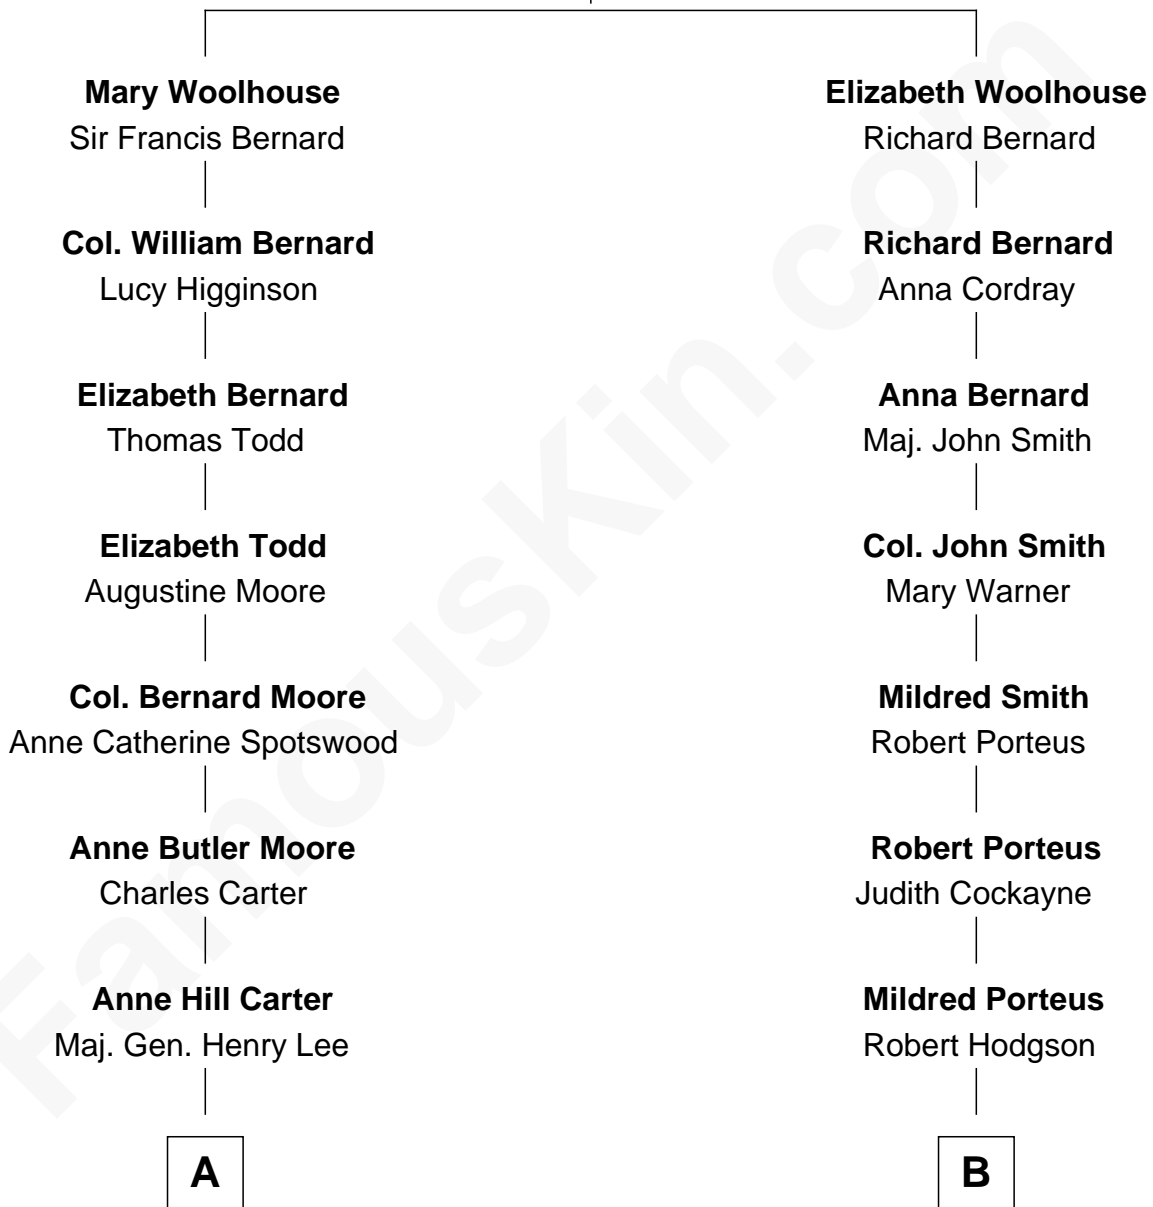 Mary Woolhouse
Sir Francis Bernard
Col. William Bernard
Lucy Higginson
Elizabeth Bernard
Thomas Todd
Elizabeth Todd
Augustine Moore
Col. Bernard Moore
Anne Catherine Spotswood
Anne Butler Moore
Charles Carter
Anne Hill Carter
Maj. Gen. Henry Lee
A
Elizabeth Woolhouse
Richard Bernard
Richard Bernard
Anna Cordray
Anna Bernard
Maj. John Smith
Col. John Smith
Mary Warner
Mildred Smith
Robert Porteus
Robert Porteus
Judith Cockayne
Mildred Porteus
Robert Hodgson
B
FamousKin.com